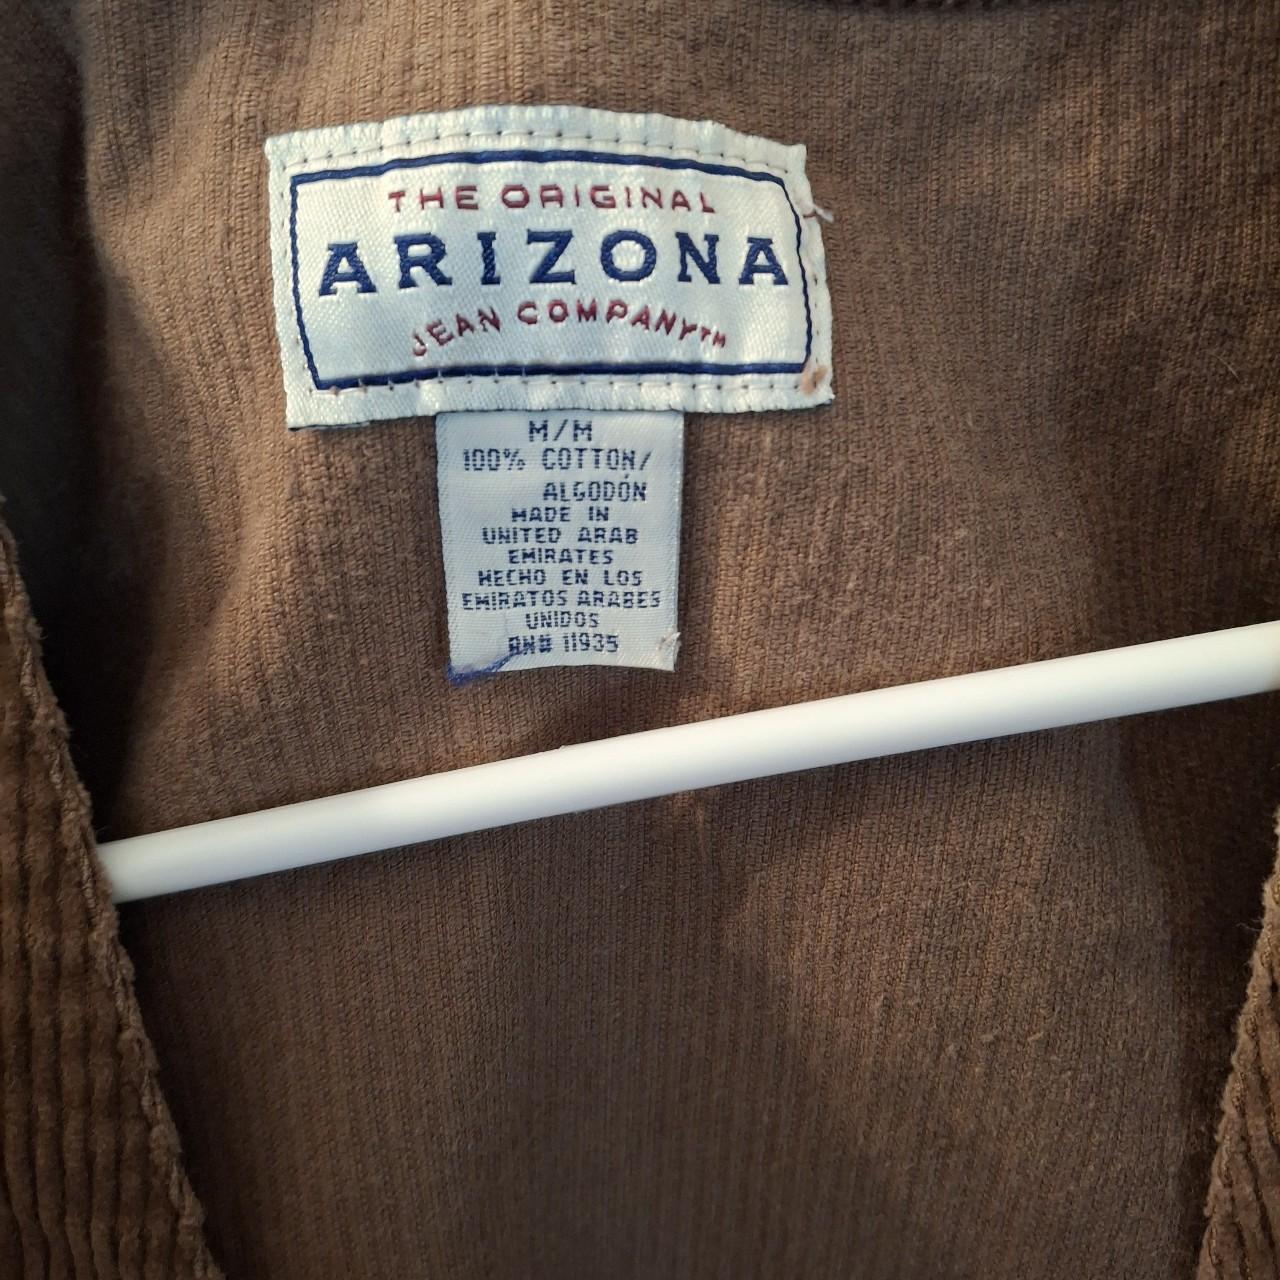 THE ORIGINAL
ARIZONA
JEAN COMPANY™
M/M
100% COTTON/
ALGODÓN
MADE IN
UNITED ARAB
EMIRATES
HECHO EN LOS
EMIRATOS ARABES
UNIDOS
RN# 11935